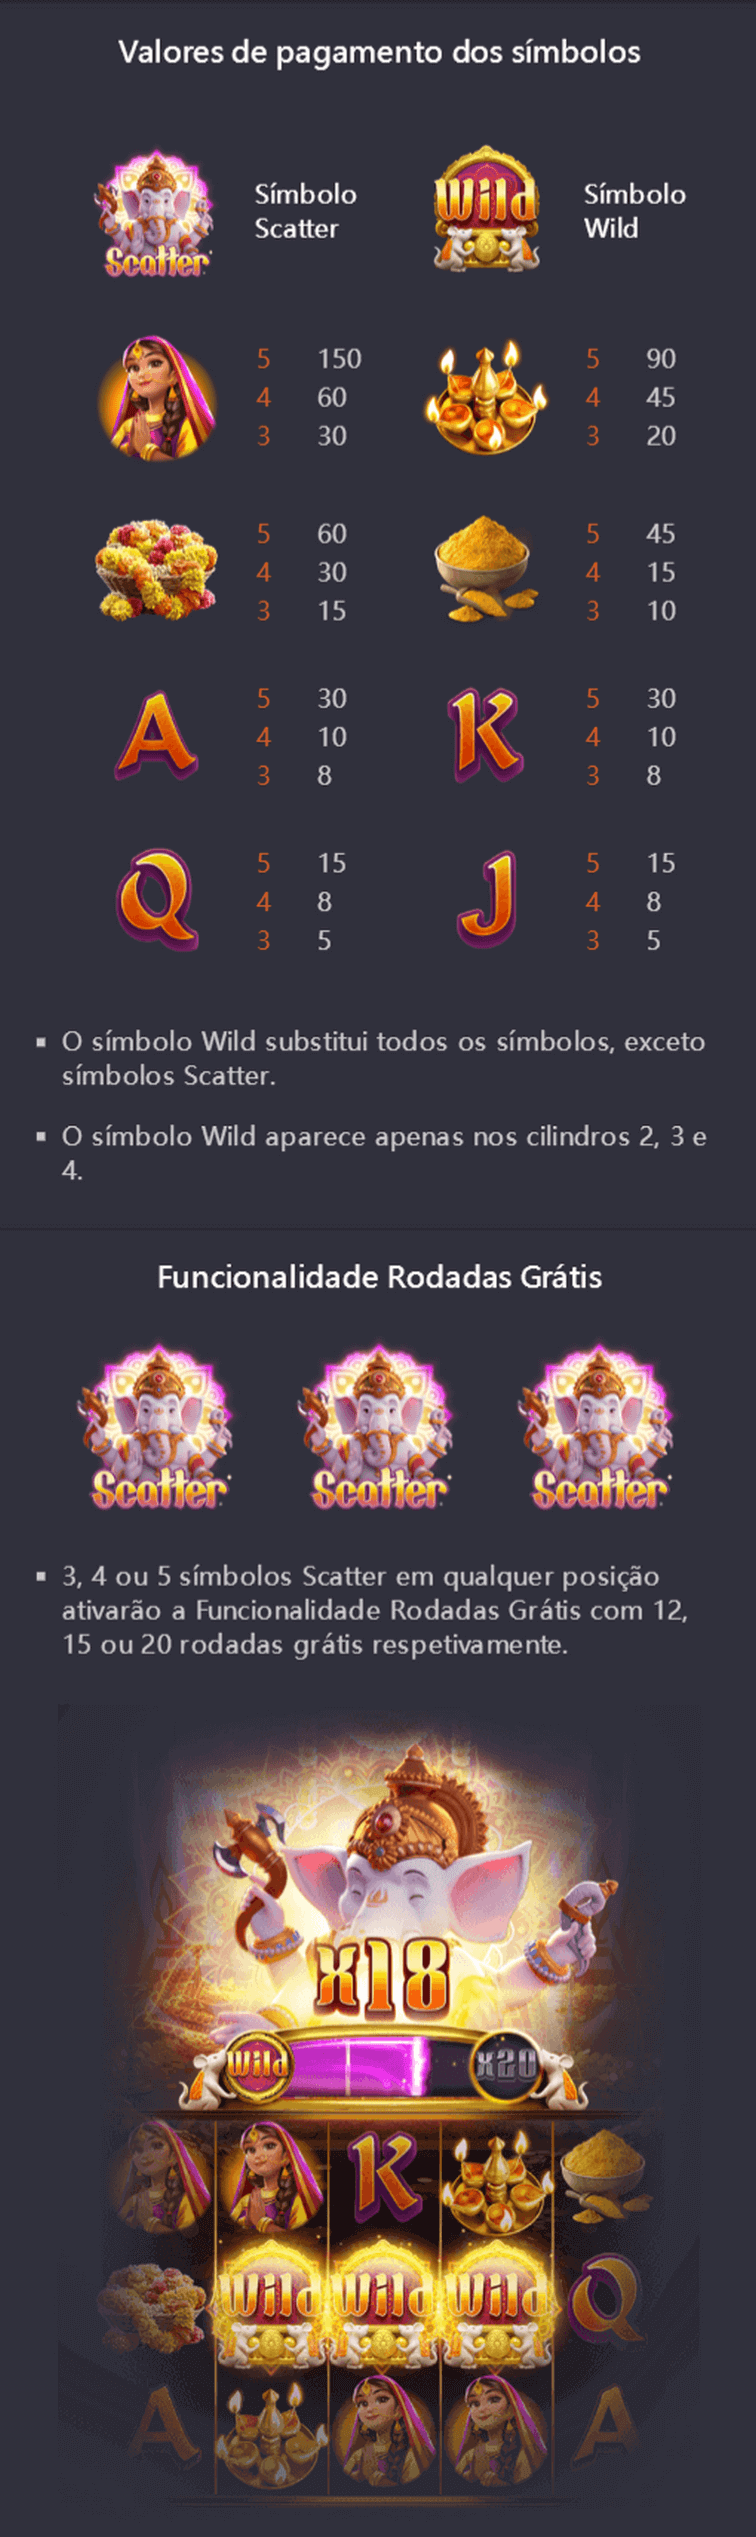 Valores de pagamento dos símbolos
Símbolo
Scatter
Scatter
Wild
Símbolo
Wild
5 150
4 60
3 30
5 90
4 45
3 20
5 60
4 30
3 15
5 45
4 15
3 10
A
5 30
4 10
3 8
K
5 30
4 10
3 8
Q
5 15
4 8
3 5
J
5 15
4 8
3 5
▪ O símbolo Wild substitui todos os símbolos, exceto
símbolos Scatter.
▪ O símbolo Wild aparece apenas nos cilindros 2, 3 e
4.
Funcionalidade Rodadas Grátis
Scatter Scatter Scatter
▪ 3, 4 ou 5 símbolos Scatter em qualquer posição
ativarão a Funcionalidade Rodadas Grátis com 12,
15 ou 20 rodadas grátis respetivamente.
x18
Wild x20
K
Wild Wild Wild Q
A A